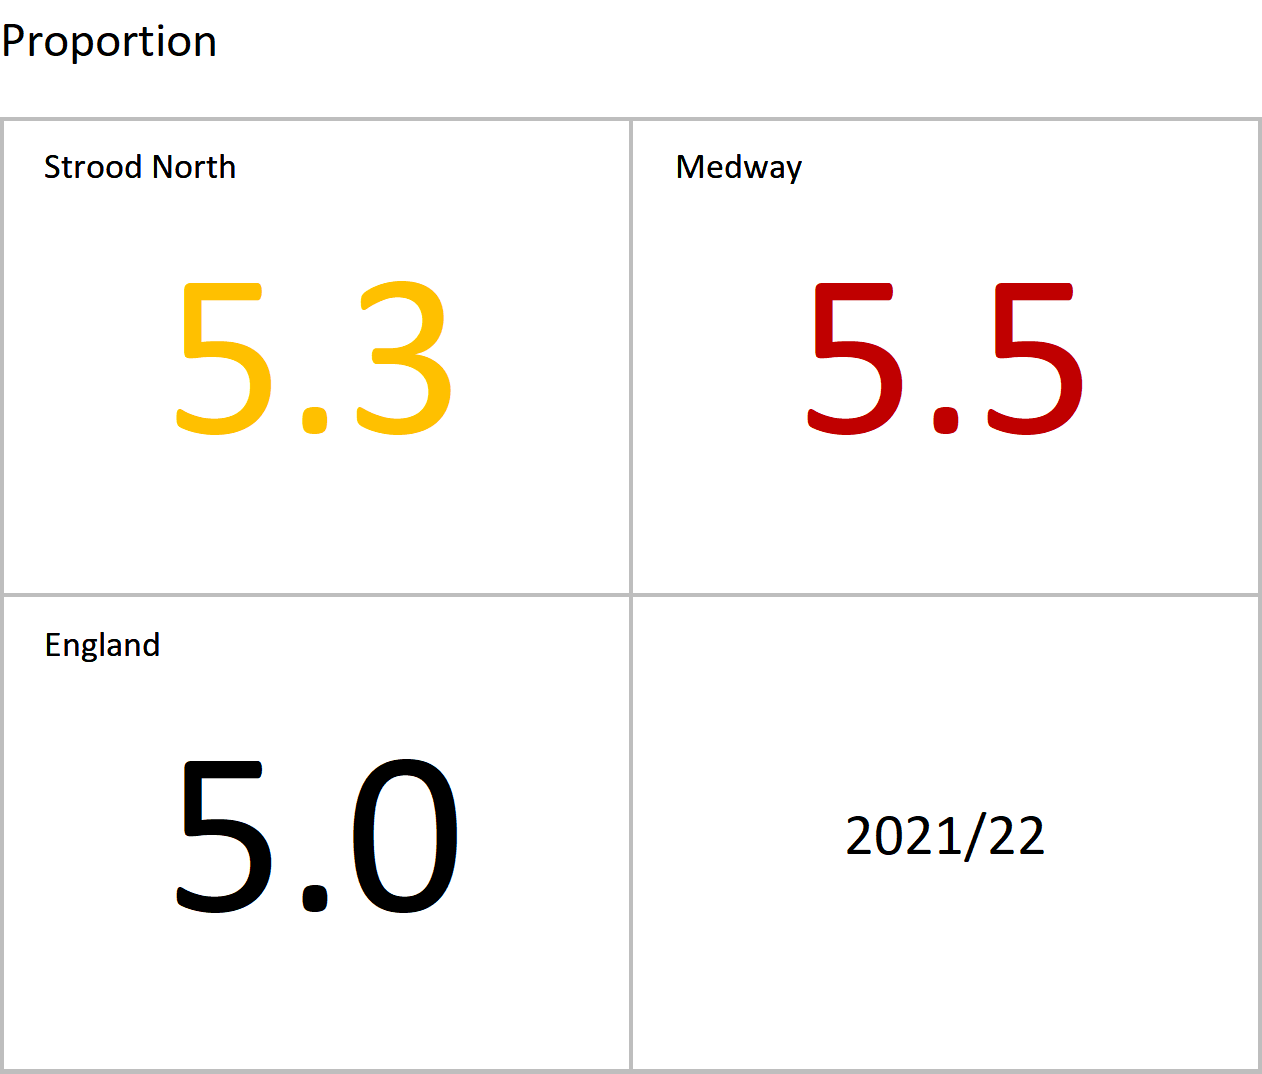 Proportion
Strood North
Medway
5.3
5.5
England
5.0
2021/22